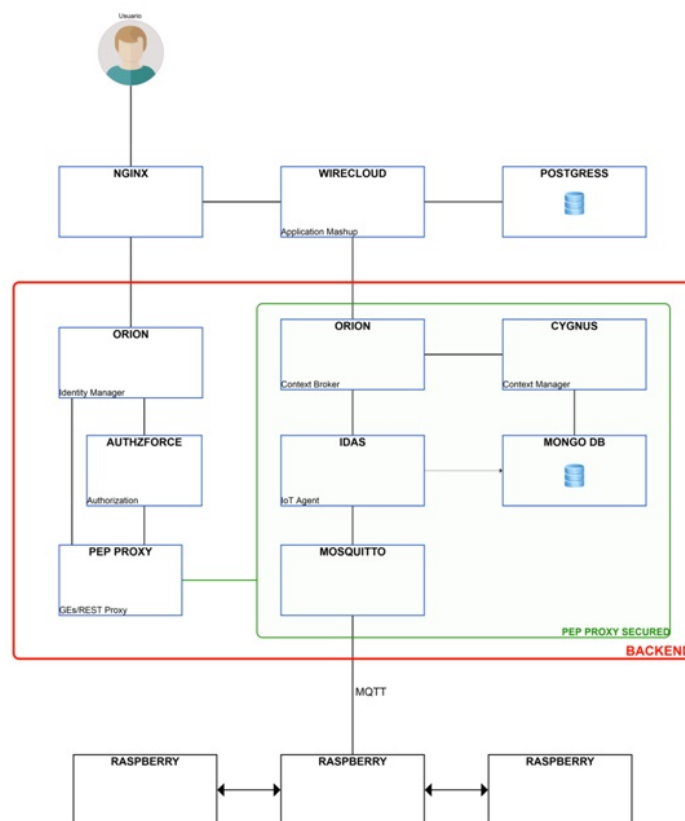 Usuario
NGINX
WIRECLOUD
POSTGRESS
Application Mashup
ORION
ORION
CYGNUS
Identity Manager
Context Broker
Context Manager
AUTHZFORCE
IDAS
MONGO DB
Authorization
IoT Agent
PEP PROXY
MOSQUITTO
GEs/REST Proxy
PEP PROXY SECURED
BACKEND
MQTT
RASPBERRY
RASPBERRY
RASPBERRY